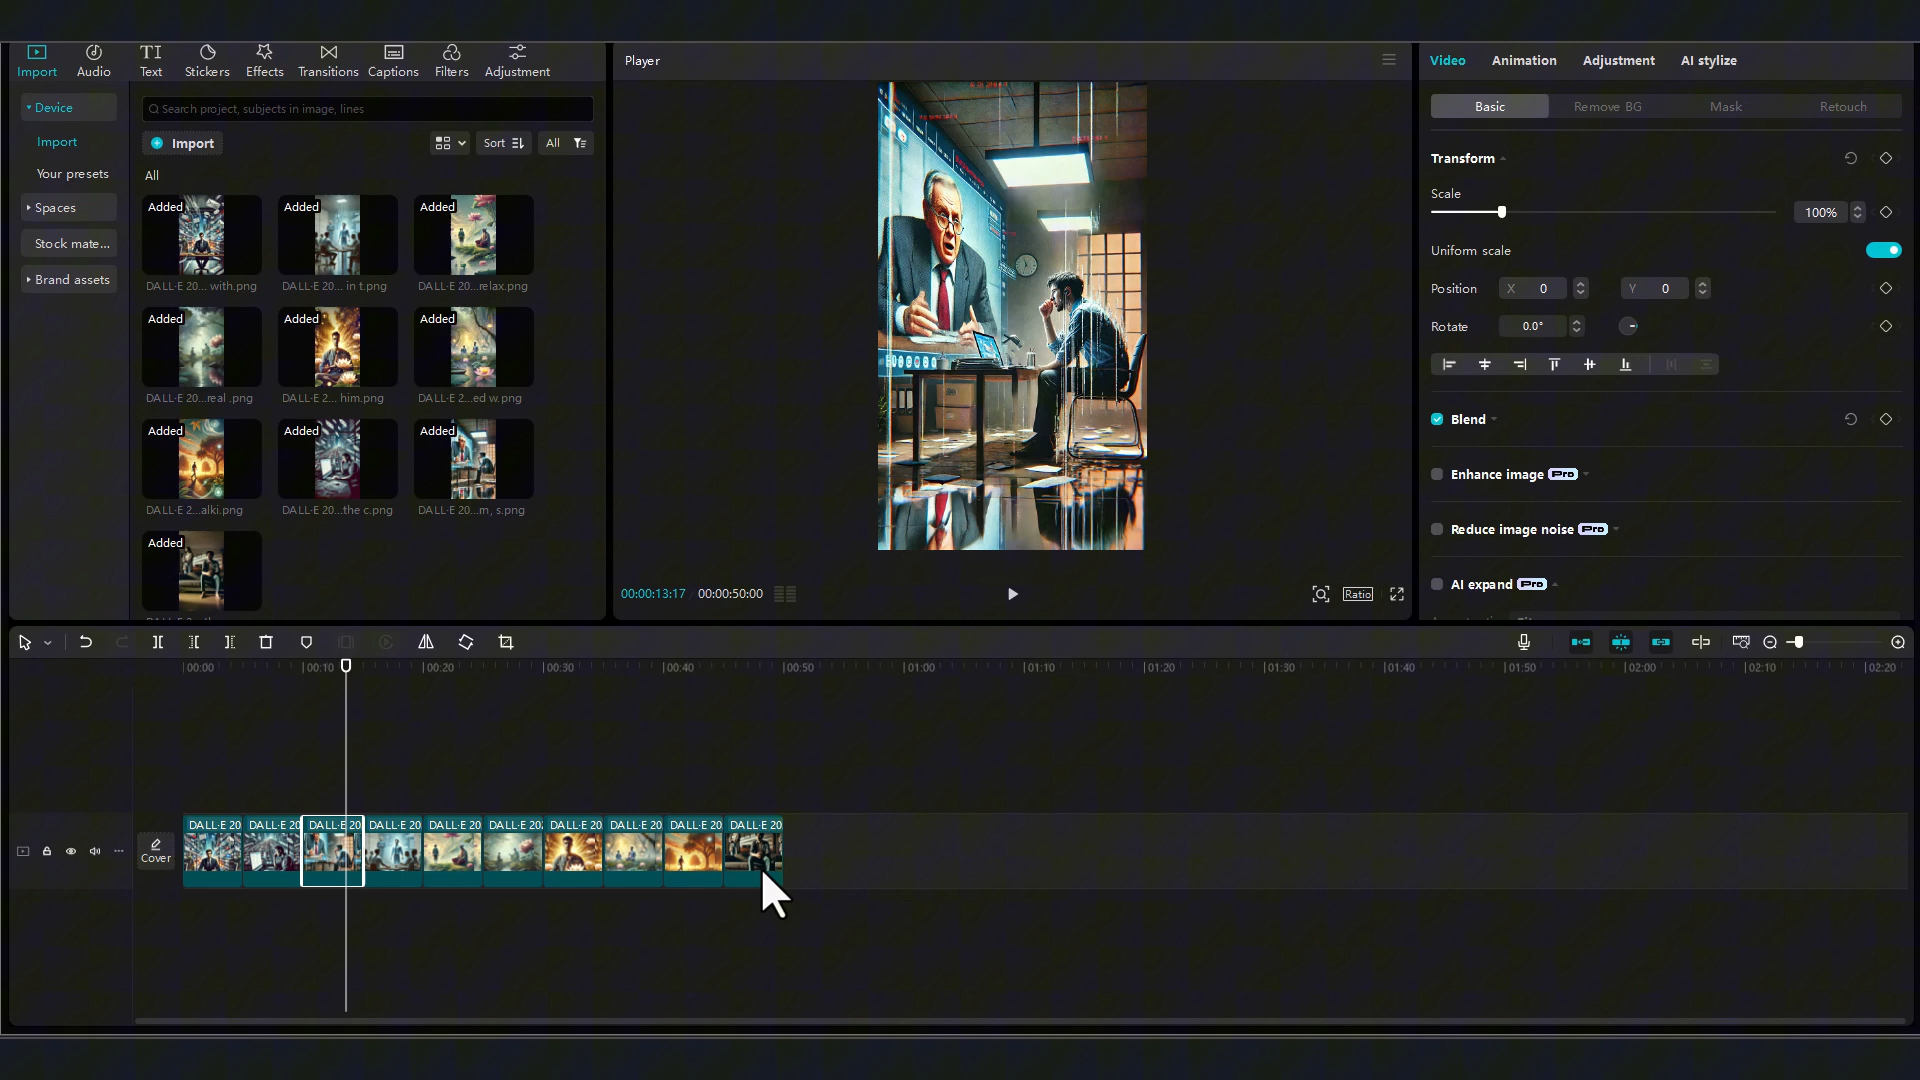 Import Audio Text Stickers Effects Transitions Captions Filters Adjustment
Device
Import
Your presets
Spaces
Stock mate...
Brand assets
Search project, subjects in image, lines
Import
Sort
All
All
Added
Added
Added
DALL·E 20... with.png
DALL·E 20... in t.png
DALL·E 20...relax.png
Added
Added
Added
DALL·E 20...real .png
DALL·E 2... him.png
DALL·E 2...ed w.png
Added
Added
Added
DALL·E 2...alki.png
DALL·E 20...the c.png
DALL·E 20...m, s.png
Added
Player
00:00:13:17 00:00:50:00
Ratio
Video Animation Adjustment AI stylize
Basic Remove BG Mask Retouch
Transform
Scale
100%
Uniform scale
Position X 0 Y 0
Rotate 0.0°
Blend
Enhance image Pro
Reduce image noise Pro
AI expand Pro
00:00 00:10 00:20 00:30 00:40 00:50 01:00 01:10 01:20 01:30 01:40 01:50 02:00 02:10 02:20
Cover
DALL·E 20 DALL·E 20 DALL·E 20 DALL·E 20 DALL·E 20 DALL·E 20 DALL·E 20 DALL·E 20 DALL·E 20 DALL·E 20